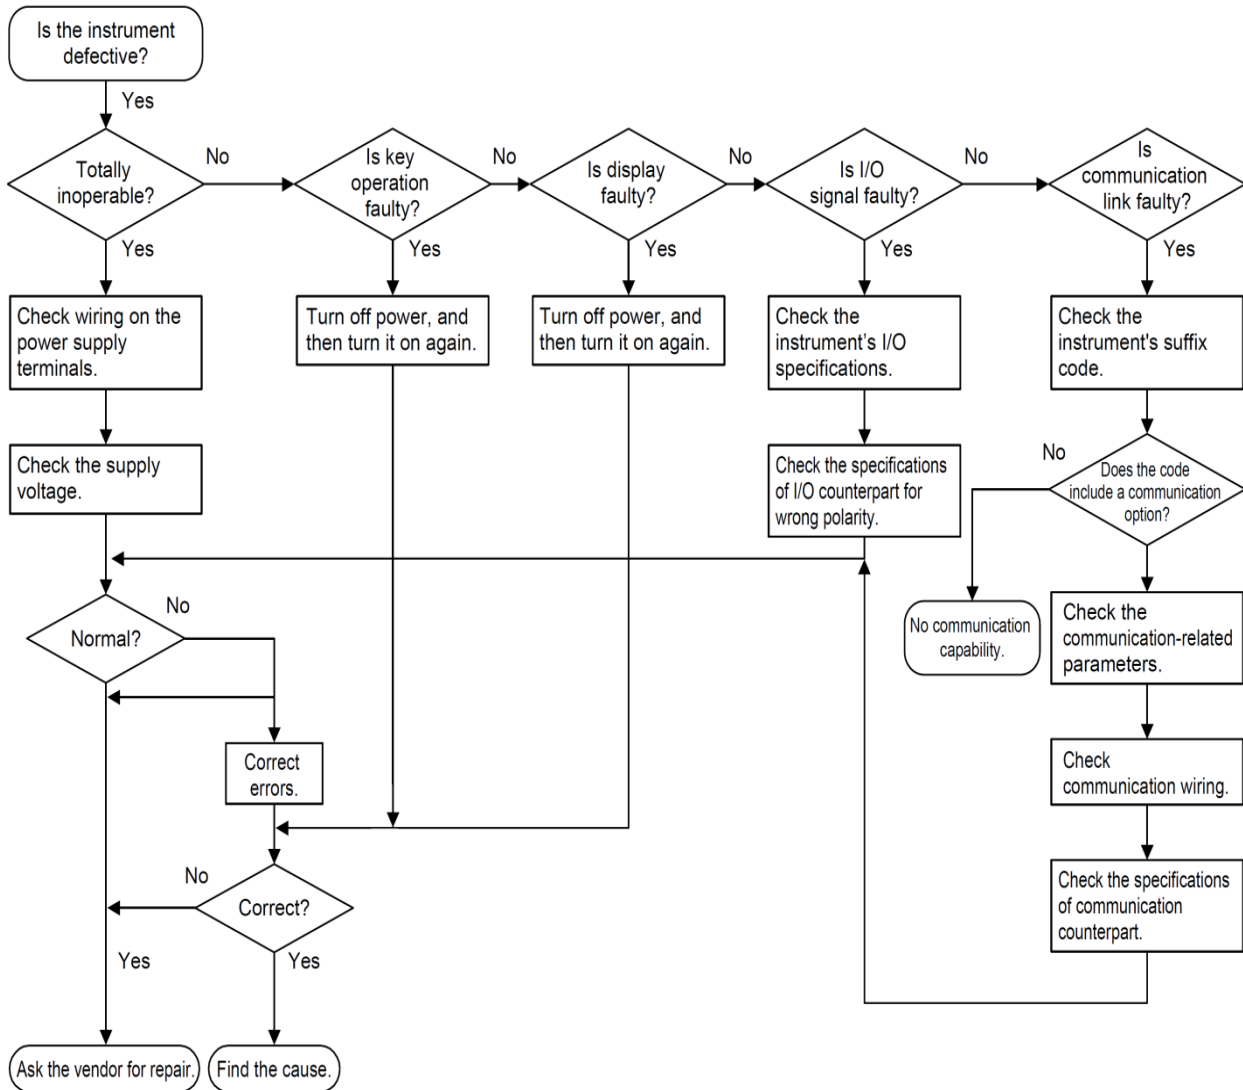 Is the instrument
defective?
Yes
Totally
inoperable?
No
Is key
operation
faulty?
No
Is display
faulty?
No
Is I/O
signal faulty?
No
Is
communication
link faulty?
Yes
Yes
Yes
Yes
Yes
Check wiring on the
power supply
terminals.
Turn off power, and
then turn it on again.
Turn off power, and
then turn it on again.
Check the
instrument's I/O
specifications.
Check the
instrument's suffix
code.
Check the supply
voltage.
Check the specifications
of I/O counterpart for
wrong polarity.
No
Does the code
include a communication
option?
No
Normal?
No communication
capability.
Check the
communication-related
parameters.
Correct
errors.
Check
communication wiring.
No
Correct?
Check the specifications
of communication
counterpart.
Yes
Yes
Ask the vendor for repair.
Find the cause.